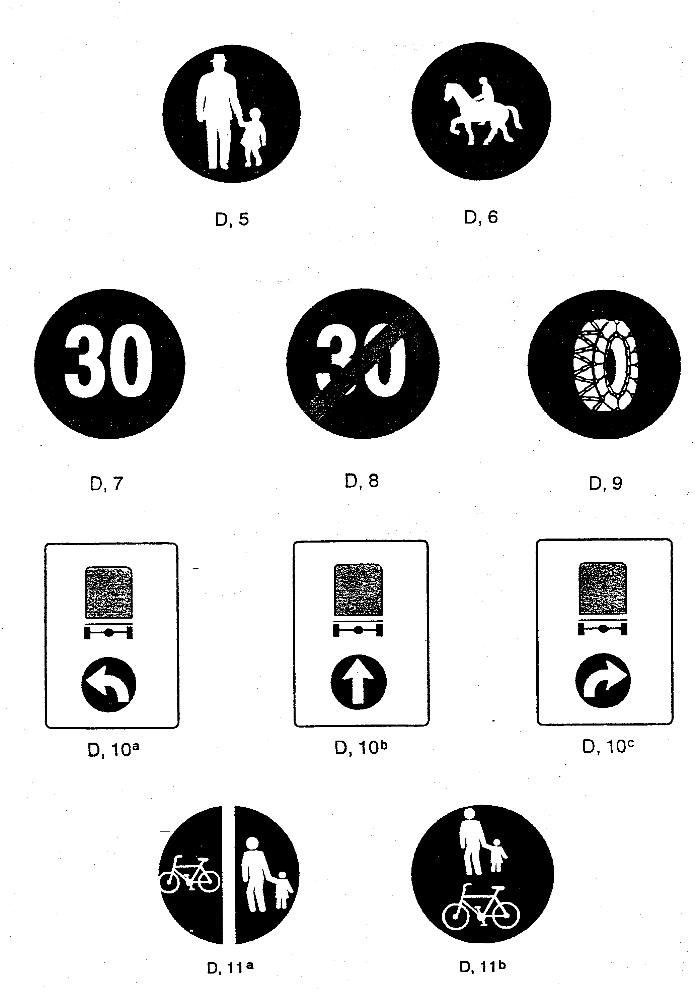 D, 5 D, 6
30 30
D, 7 D, 8 D, 9
D, 10a D, 10b D, 10c
D, 11a D, 11b